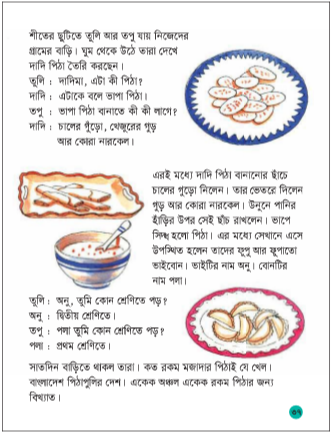 শীতের ছুটিতে তুলি আর তপু যায় নিজেদের
গ্রামের বাড়ি। ঘুম থেকে উঠে তারা দেখে
দাদি পিঠা তৈরি করছেন।
তুলি : দাদিমা, এটা কী পিঠা?
দাদি : এটাকে বলে ভাপা পিঠা।
তপু : ভাপা পিঠা বানাতে কী কী লাগে?
দাদি : চালের গুঁড়ো, খেজুরের গুড়
আর কোরা নারকেল।
এরই মধ্যে দাদি পিঠা বানানোর ছাঁচে
চালের গুঁড়ো নিলেন। তার ভেতরে দিলেন
গুড় আর কোরা নারকেল। উনুনে পানির
হাঁড়ির উপর সেই ছাঁচ রাখলেন। ভাপে
সিদ্ধ হলো পিঠা। এর মধ্যে সেখানে এসে
উপস্থিত হলেন তাদের ফুপু আর ফুপাতো
ভাইবোন। ভাইটির নাম অনু। বোনটির
নাম পলা।
তুলি : অনু, তুমি কোন শ্রেণিতে পড়?
অনু : দ্বিতীয় শ্রেণিতে।
তপু : পলা তুমি কোন শ্রেণিতে পড়?
পলা : প্রথম শ্রেণিতে।
সাতদিন বাড়িতে থাকল তারা। কত রকম মজাদার পিঠাই যে খেল।
বাংলাদেশ পিঠাপুলির দেশ। একেক অঞ্চল একেক রকম পিঠার জন্য
বিখ্যাত।